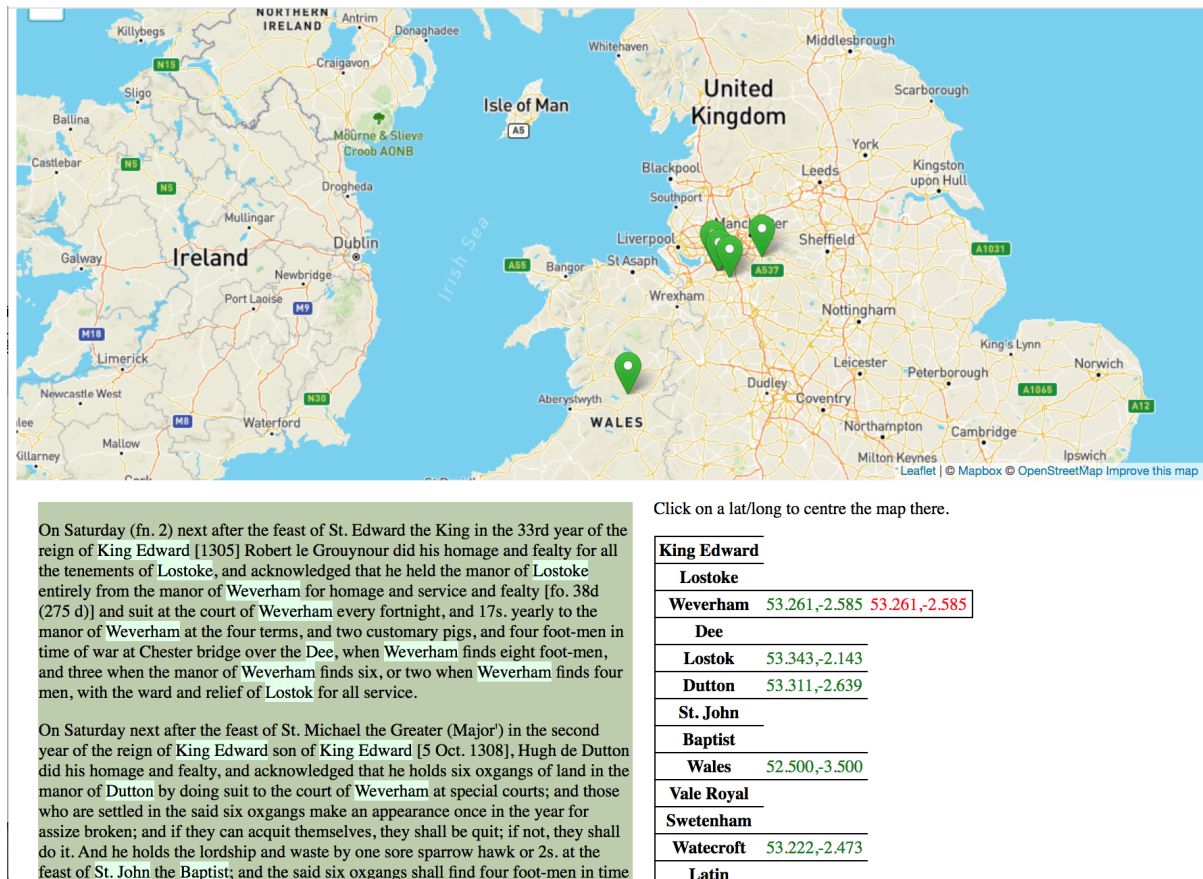 NORTHERN
IRELAND
Antrim
Killybegs
Donaghadee
Whitehaven
Middlesbrough
N15
Craigavon
Sligo
United
Kingdom
Scarborough
Isle of Man
A5
Ballina
Mourne & Slieve
Croob AONB
York
Castlebar
N5
N5
Blackpool
Leeds
Kingston
upon Hull
Drogheda
Southport
Mullingar
Liverpool
Sheffield
Dublin
A1031
Galway
Ireland
Irish Sea
A55
Bangor
St Asaph
A537
Newbridge
Port Laoise
M9
Wrexham
Nottingham
M18
King's Lynn
Limerick
Leicester
Peterborough
Norwich
Newcastle West
N30
Aberystwyth
Dudley
Coventry
A1065
A12
M8
Waterford
WALES
Mallow
Northampton
Cambridge
Killarney
Milton Keynes
Ipswich
Leaflet | © Mapbox © OpenStreetMap Improve this map
On Saturday (fn. 2) next after the feast of St. Edward the King in the 33rd year of the
reign of King Edward [1305] Robert le Grouynour did his homage and fealty for all
the tenements of Lostoke, and acknowledged that he held the manor of Lostoke
entirely from the manor of Weverham for homage and service and fealty [fo. 38d
(275 d)] and suit at the court of Weverham every fortnight, and 17s. yearly to the
manor of Weverham at the four terms, and two customary pigs, and four foot-men in
time of war at Chester bridge over the Dee, when Weverham finds eight foot-men,
and three when the manor of Weverham finds six, or two when Weverham finds four
men, with the ward and relief of Lostok for all service.
On Saturday next after the feast of St. Michael the Greater (Major') in the second
year of the reign of King Edward son of King Edward [5 Oct. 1308], Hugh de Dutton
did his homage and fealty, and acknowledged that he holds six oxgangs of land in the
manor of Dutton by doing suit to the court of Weverham at special courts; and those
who are settled in the said six oxgangs make an appearance once in the year for
assize broken; and if they can acquit themselves, they shall be quit; if not, they shall
do it. And he holds the lordship and waste by one sore sparrow hawk or 2s. at the
feast of St. John the Baptist; and the said six oxgangs shall find four foot-men in time
Click on a lat/long to centre the map there.
King Edward
Lostoke
Weverham 53.261,-2.585 53.261,-2.585
Dee
Lostok 53.343,-2.143
Dutton 53.311,-2.639
St. John
Baptist
Wales 52.500,-3.500
Vale Royal
Swetenham
Watecroft 53.222,-2.473
Latin